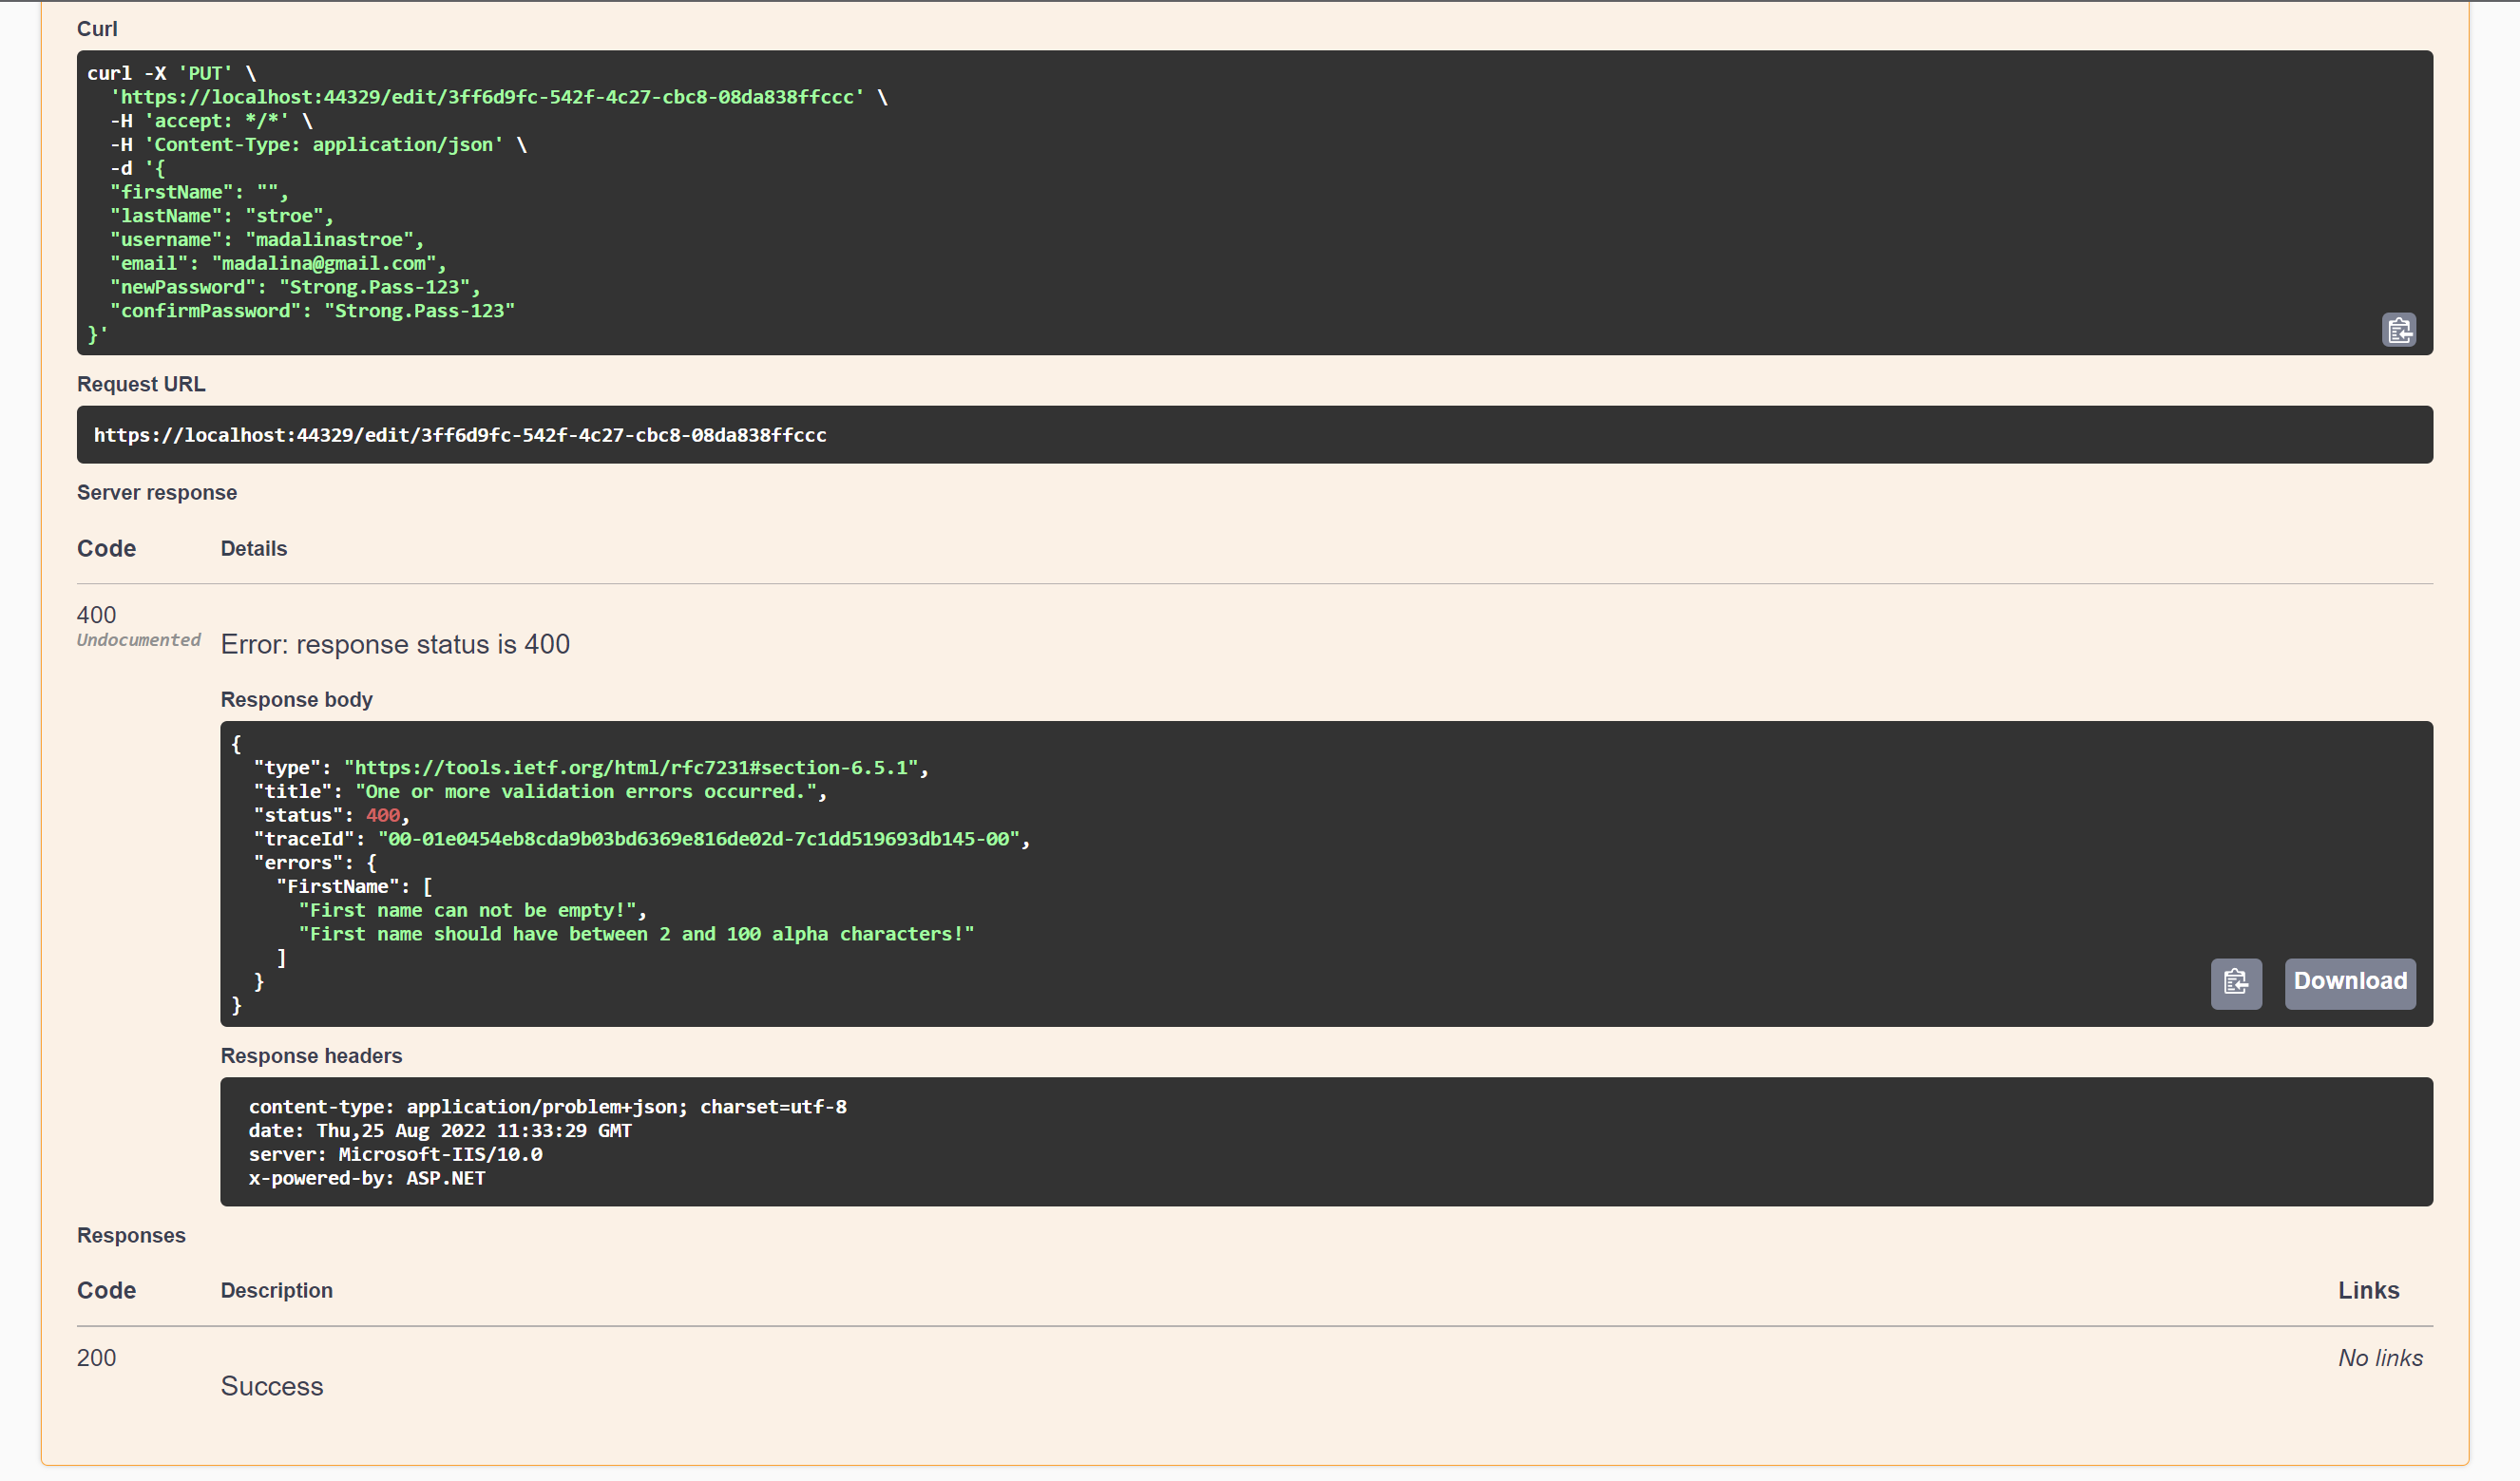 Curl
curl -X 'PUT' \
  'https://localhost:44329/edit/3ff6d9fc-542f-4c27-cbc8-08da838ffccc' \
  -H 'accept: */*' \
  -H 'Content-Type: application/json' \
  -d '{
  "firstName": "",
  "lastName": "stroe",
  "username": "madalinastroe",
  "email": "madalina@gmail.com",
  "newPassword": "Strong.Pass-123",
  "confirmPassword": "Strong.Pass-123"
}'
Request URL
https://localhost:44329/edit/3ff6d9fc-542f-4c27-cbc8-08da838ffccc
Server response
Code Details
400
Undocumented
Error: response status is 400
Response body
{
  "type": "https://tools.ietf.org/html/rfc7231#section-6.5.1",
  "title": "One or more validation errors occurred.",
  "status": 400,
  "traceId": "00-01e0454eb8cda9b03bd6369e816de02d-7c1dd519693db145-00",
  "errors": {
    "FirstName": [
      "First name can not be empty!",
      "First name should have between 2 and 100 alpha characters!"
    ]
  }
}
Download
Response headers
content-type: application/problem+json; charset=utf-8
date: Thu,25 Aug 2022 11:33:29 GMT
server: Microsoft-IIS/10.0
x-powered-by: ASP.NET
Responses
Code Description Links
200 No links
Success